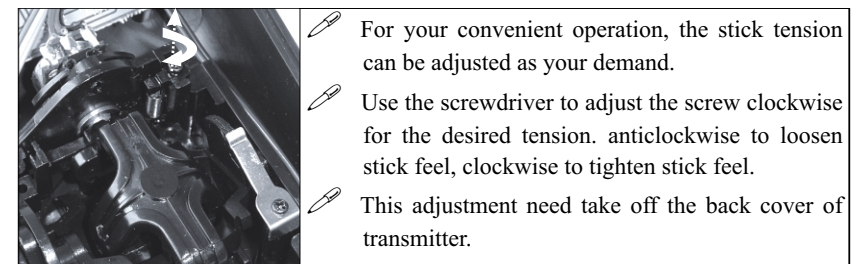 For your convenient operation, the stick tension
can be adjusted as your demand.
Use the screwdriver to adjust the screw clockwise
for the desired tension. anticlockwise to loosen
stick feel, clockwise to tighten stick feel.
This adjustment need take off the back cover of
transmitter.